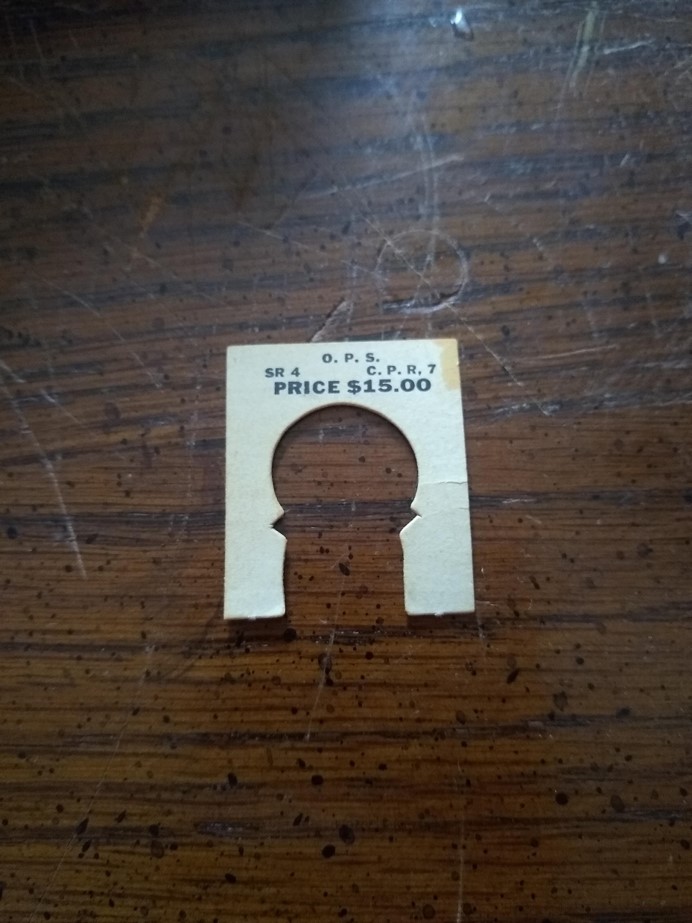 O. P. S.
SR 4 C. P. R, 7
PRICE $15.00